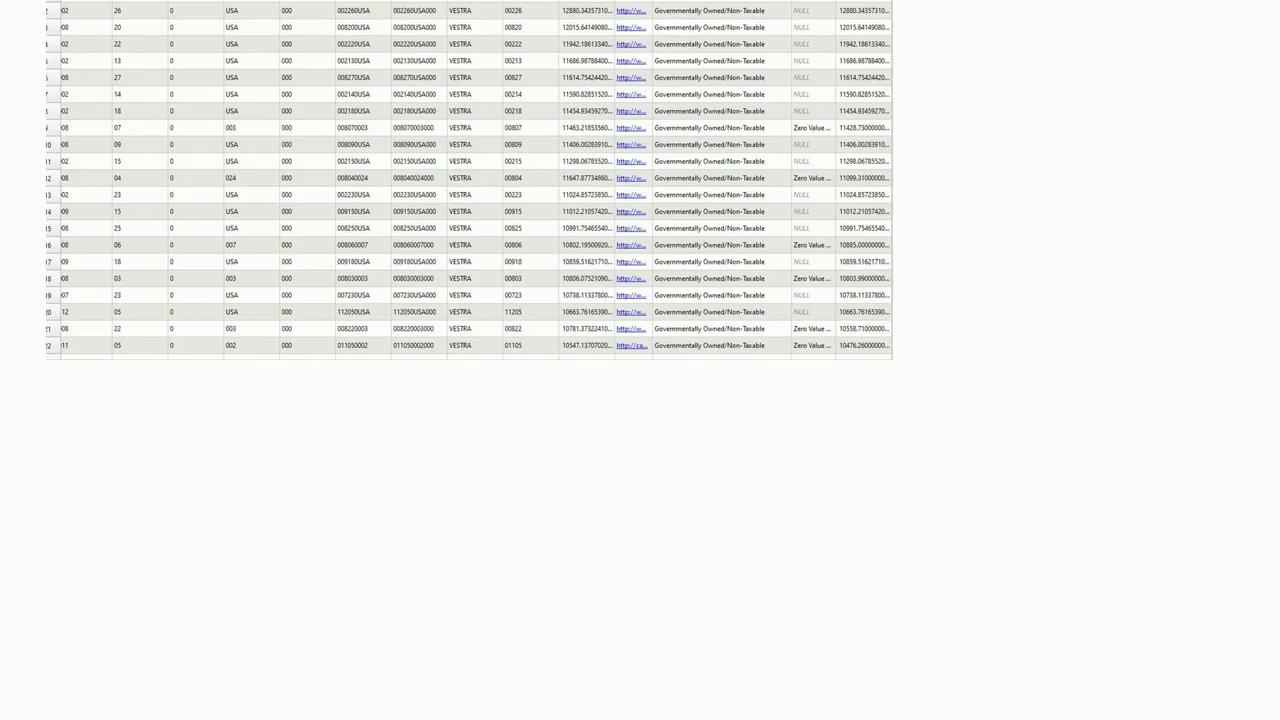 2 02 26 0 USA 000 002260USA 002260USA000 VESTRA 00226 12880.34357310... http://w... Governmentally Owned/Non-Taxable NULL 12880.34357310...
3 08 20 0 USA 000 008200USA 008200USA000 VESTRA 00820 12015.64149080... http://w... Governmentally Owned/Non-Taxable NULL 12015.64149080...
4 02 22 0 USA 000 002220USA 002220USA000 VESTRA 00222 11942.18613340... http://w... Governmentally Owned/Non-Taxable NULL 11942.18613340...
5 02 13 0 USA 000 002130USA 002130USA000 VESTRA 00213 11686.98788400... http://w... Governmentally Owned/Non-Taxable NULL 11686.98788400...
6 08 27 0 USA 000 008270USA 008270USA000 VESTRA 00827 11614.75424420... http://w... Governmentally Owned/Non-Taxable NULL 11614.75424420...
7 02 14 0 USA 000 002140USA 002140USA000 VESTRA 00214 11590.82851520... http://w... Governmentally Owned/Non-Taxable NULL 11590.82851520...
8 02 18 0 USA 000 002180USA 002180USA000 VESTRA 00218 11454.93459270... http://w... Governmentally Owned/Non-Taxable NULL 11454.93459270...
9 08 07 0 003 000 008070003 008070003000 VESTRA 00807 11463.21853560... http://w... Governmentally Owned/Non-Taxable Zero Value ... 11428.73000000...
10 08 09 0 USA 000 008090USA 008090USA000 VESTRA 00809 11406.00283910... http://w... Governmentally Owned/Non-Taxable NULL 11406.00283910...
11 02 15 0 USA 000 002150USA 002150USA000 VESTRA 00215 11298.06785520... http://w... Governmentally Owned/Non-Taxable NULL 11298.06785520...
12 08 04 0 024 000 008040024 008040024000 VESTRA 00804 11647.87734860... http://w... Governmentally Owned/Non-Taxable Zero Value ... 11099.31000000...
13 02 23 0 USA 000 002230USA 002230USA000 VESTRA 00223 11024.85723850... http://w... Governmentally Owned/Non-Taxable NULL 11024.85723850...
14 09 15 0 USA 000 009150USA 009150USA000 VESTRA 00915 11012.21057420... http://w... Governmentally Owned/Non-Taxable NULL 11012.21057420...
15 08 25 0 USA 000 008250USA 008250USA000 VESTRA 00825 10991.75465540... http://w... Governmentally Owned/Non-Taxable NULL 10991.75465540...
16 08 06 0 007 000 008060007 008060007000 VESTRA 00806 10802.19500920... http://w... Governmentally Owned/Non-Taxable Zero Value ... 10885.00000000...
17 09 18 0 USA 000 009180USA 009180USA000 VESTRA 00918 10859.51621710... http://w... Governmentally Owned/Non-Taxable NULL 10859.51621710...
18 08 03 0 003 000 008030003 008030003000 VESTRA 00803 10806.07521090... http://w... Governmentally Owned/Non-Taxable Zero Value ... 10803.99000000...
19 07 23 0 USA 000 007230USA 007230USA000 VESTRA 00723 10738.11337800... http://w... Governmentally Owned/Non-Taxable NULL 10738.11337800...
20 12 05 0 USA 000 112050USA 112050USA000 VESTRA 11205 10663.76165390... http://w... Governmentally Owned/Non-Taxable NULL 10663.76165390...
21 08 22 0 003 000 008220003 008220003000 VESTRA 00822 10781.37322410... http://w... Governmentally Owned/Non-Taxable Zero Value ... 10558.71000000...
22 011 05 0 002 000 011050002 011050002000 VESTRA 01105 10547.13707020... http://ca... Governmentally Owned/Non-Taxable Zero Value ... 10476.26000000...